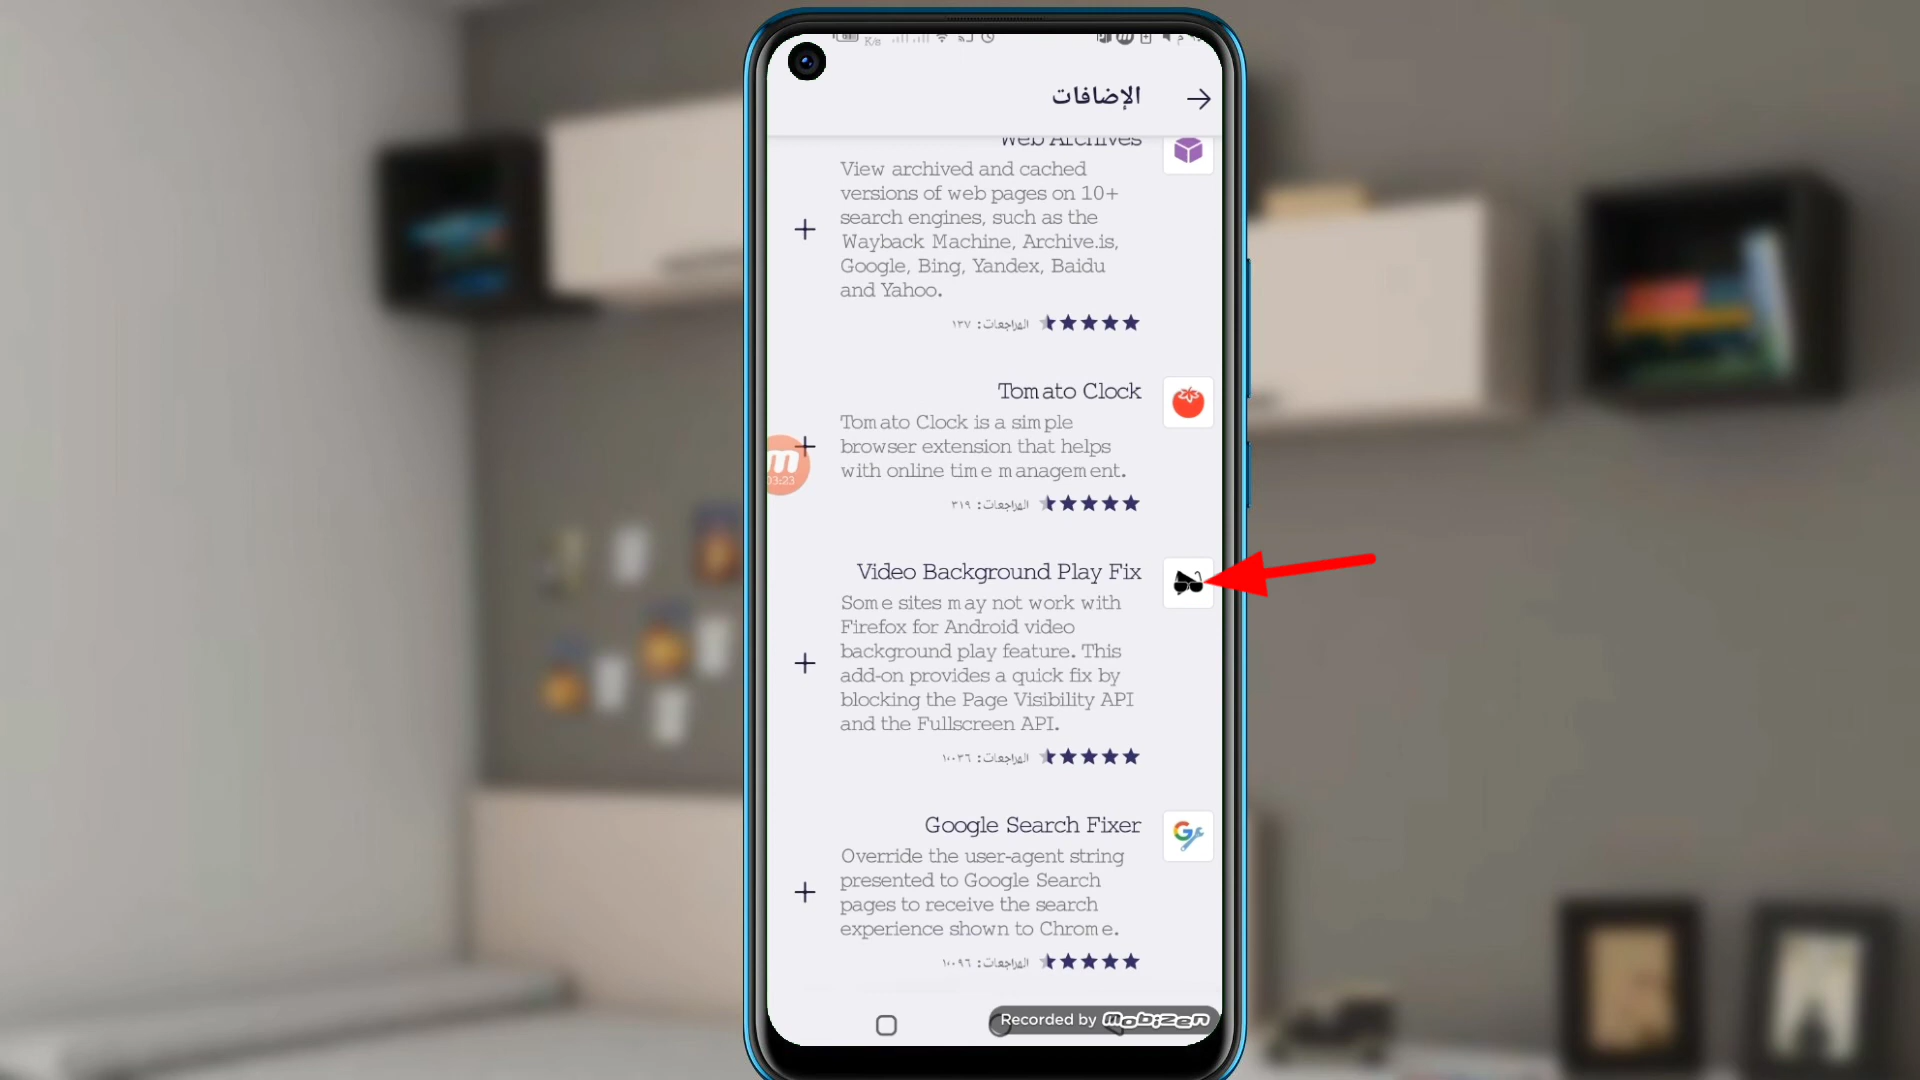 K/s
الإضافات
Web Archives
View archived and cached
versions of web pages on 10+
search engines, such as the
Wayback Machine, Archive.is,
Google, Bing, Yandex, Baidu
and Yahoo.
المراجعات: ١٣٧
Tomato Clock
Tomato Clock is a simple
browser extension that helps
with online time management.
m
03:23
المراجعات: ٣١٩
Video Background Play Fix
Some sites may not work with
Firefox for Android video
background play feature. This
add-on provides a quick fix by
blocking the Page Visibility API
and the Fullscreen API.
المراجعات: ١٠٠٣٦
Google Search Fixer
Override the user-agent string
presented to Google Search
pages to receive the search
experience shown to Chrome.
المراجعات: ١٠٠٩٦
Recorded by mobizen